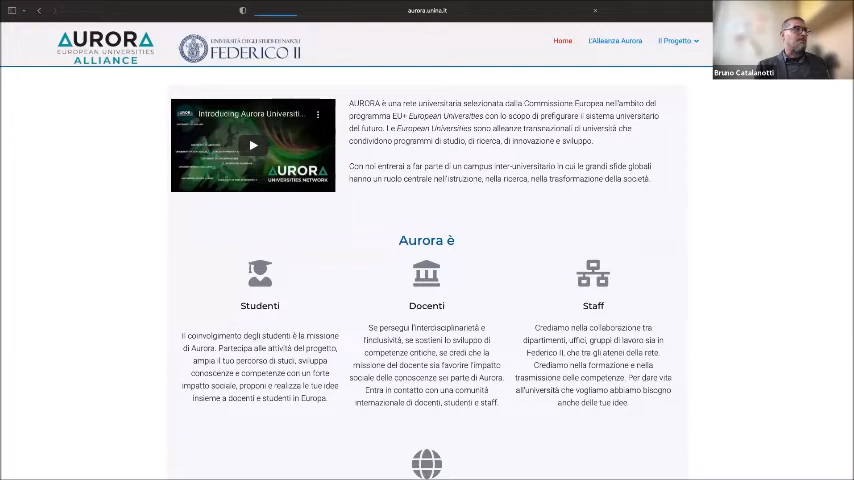 aurora.unina.it
AURORA
EUROPEAN UNIVERSITIES
ALLIANCE
UNIVERSITÀ DEGLI STUDI DI NAPOLI
FEDERICO II
Home
L'Alleanza Aurora
Il Progetto
Bruno Catalanotti
Introducing Aurora Universiti...
AURORA
UNIVERSITIES NETWORK
AURORA è una rete universitaria selezionata dalla Commissione Europea nell'ambito del
programma EU+ European Universities con lo scopo di prefigurare il sistema universitario
del futuro. Le European Universities sono alleanze transnazionali di università che
condividono programmi di studio, di ricerca, di innovazione e sviluppo.
Con noi entrerai a far parte di un campus inter-universitario in cui le grandi sfide globali
hanno un ruolo centrale nell'istruzione, nella ricerca, nella trasformazione della società.
Aurora è
Studenti
Il coinvolgimento degli studenti è la missione
di Aurora. Partecipa alle attività del progetto,
ampia il tuo percorso di studi, sviluppa
conoscenze e competenze con un forte
impatto sociale, proponi e realizza le tue idee
insieme a docenti e studenti in Europa.
Docenti
Se persegui l'interdisciplinarietà e
l'inclusività, se sostieni lo sviluppo di
competenze critiche, se credi che la
missione del docente sia favorire l'impatto
sociale delle conoscenze sei parte di Aurora.
Entra in contatto con una comunità
internazionale di docenti, studenti e staff.
Staff
Crediamo nella collaborazione tra
dipartimenti, uffici, gruppi di lavoro sia in
Federico II, che tra gli atenei della rete.
Crediamo nella formazione e nella
trasmissione delle competenze. Per dare vita
all'università che vogliamo abbiamo bisogno
anche delle tue idee.